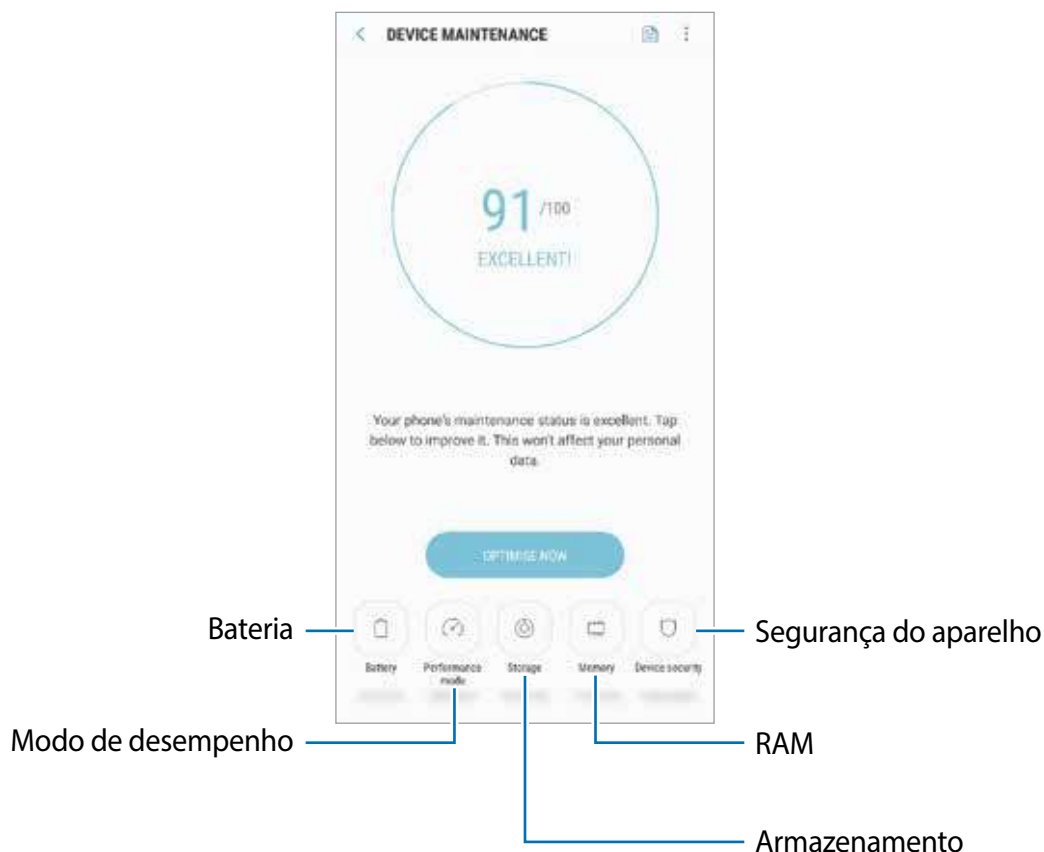 DEVICE MAINTENANCE
91 /100
EXCELLENT!
Your phone's maintenance status is excellent. Tap
below to improve it. This won't affect your personal
data.
OPTIMISE NOW
Bateria
Segurança do aparelho
Battery
Performance
mode
Storage
Memory
Device security
Modo de desempenho
RAM
Armazenamento